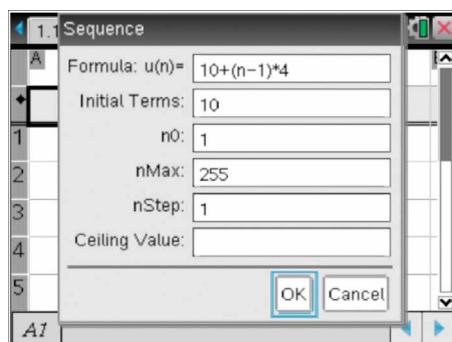 1.1
Sequence
A
Formula: u(n)= 10+(n−1)*4
Initial Terms: 10
n0: 1
nMax: 255
nStep: 1
Ceiling Value:
OK Cancel
1
2
3
4
5
A1